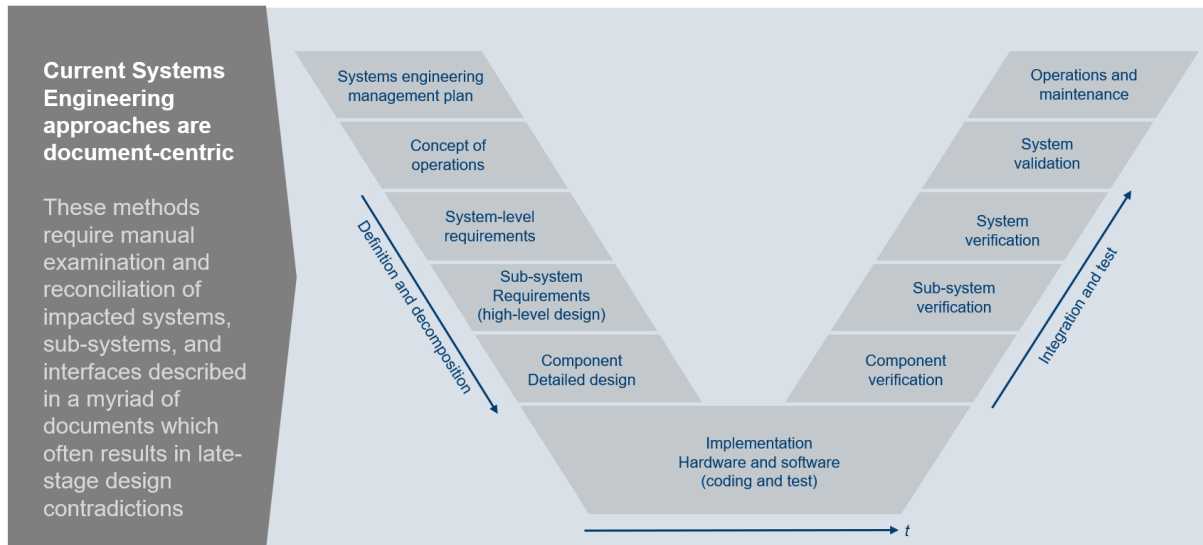 Current Systems
Engineering
approaches are
document-centric
These methods
require manual
examination and
reconciliation of
impacted systems,
sub-systems, and
interfaces described
in a myriad of
documents which
often results in late-
stage design
contradictions
Systems engineering
management plan
Concept of
operations
System-level
requirements
Sub-system
Requirements
(high-level design)
Component
Detailed design
Definition and decomposition
Implementation
Hardware and software
(coding and test)
t
Operations and
maintenance
System
validation
System
verification
Sub-system
verification
Component
verification
Integration and test